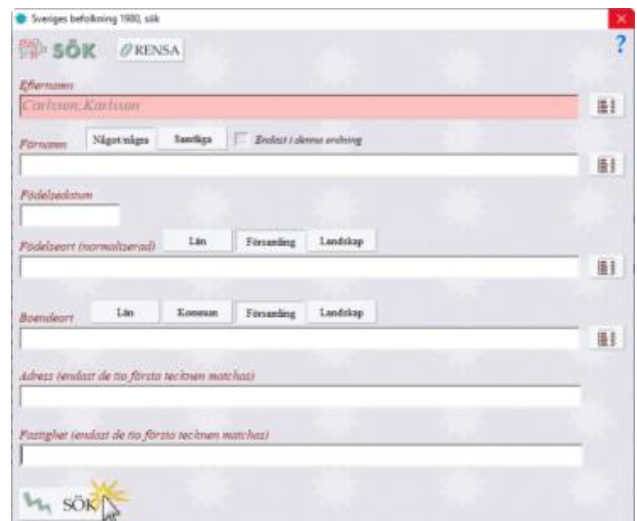 Sveriges befolkning 1980, sök
SÖK RENSA ?
Efternamn
Carlsson, Karlsson
Förnamn Något/några Samtliga Endast i denna ordning
Födelsedatum
Födelseort (normaliserad) Län Församling Landskap
Boendeort Län Kommun Församling Landskap
Adress (endast de tio första tecknen matchas)
Fastighet (endast de tio första tecknen matchas)
SÖK